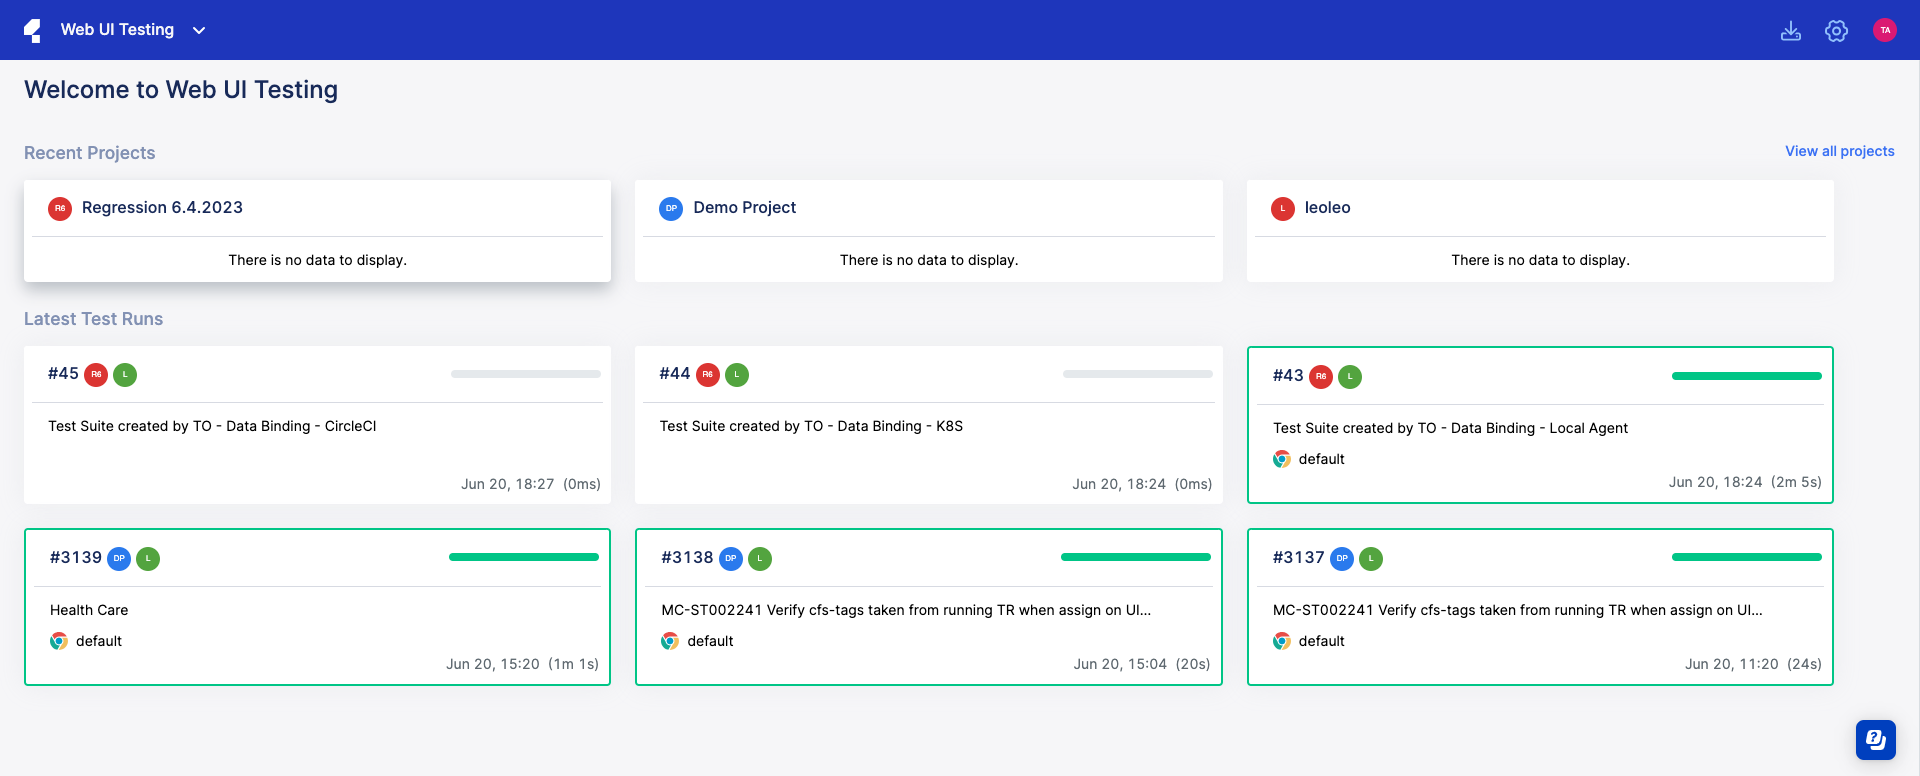 Web UI Testing
TA
Welcome to Web UI Testing
Recent Projects
View all projects
R6 Regression 6.4.2023
There is no data to display.
DP Demo Project
There is no data to display.
L leoleo
There is no data to display.
Latest Test Runs
#45 R6 L
Test Suite created by TO - Data Binding - CircleCI
Jun 20, 18:27 (0ms)
#44 R6 L
Test Suite created by TO - Data Binding - K8S
Jun 20, 18:24 (0ms)
#43 R6 L
Test Suite created by TO - Data Binding - Local Agent
default
Jun 20, 18:24 (2m 5s)
#3139 DP L
Health Care
default
Jun 20, 15:20 (1m 1s)
#3138 DP L
MC-ST002241 Verify cfs-tags taken from running TR when assign on UI...
default
Jun 20, 15:04 (20s)
#3137 DP L
MC-ST002241 Verify cfs-tags taken from running TR when assign on UI...
default
Jun 20, 11:20 (24s)
?